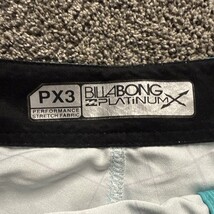 PX3
PERFORMANCE
STRETCH FABRIC
BILLABONG
PLATINUM X